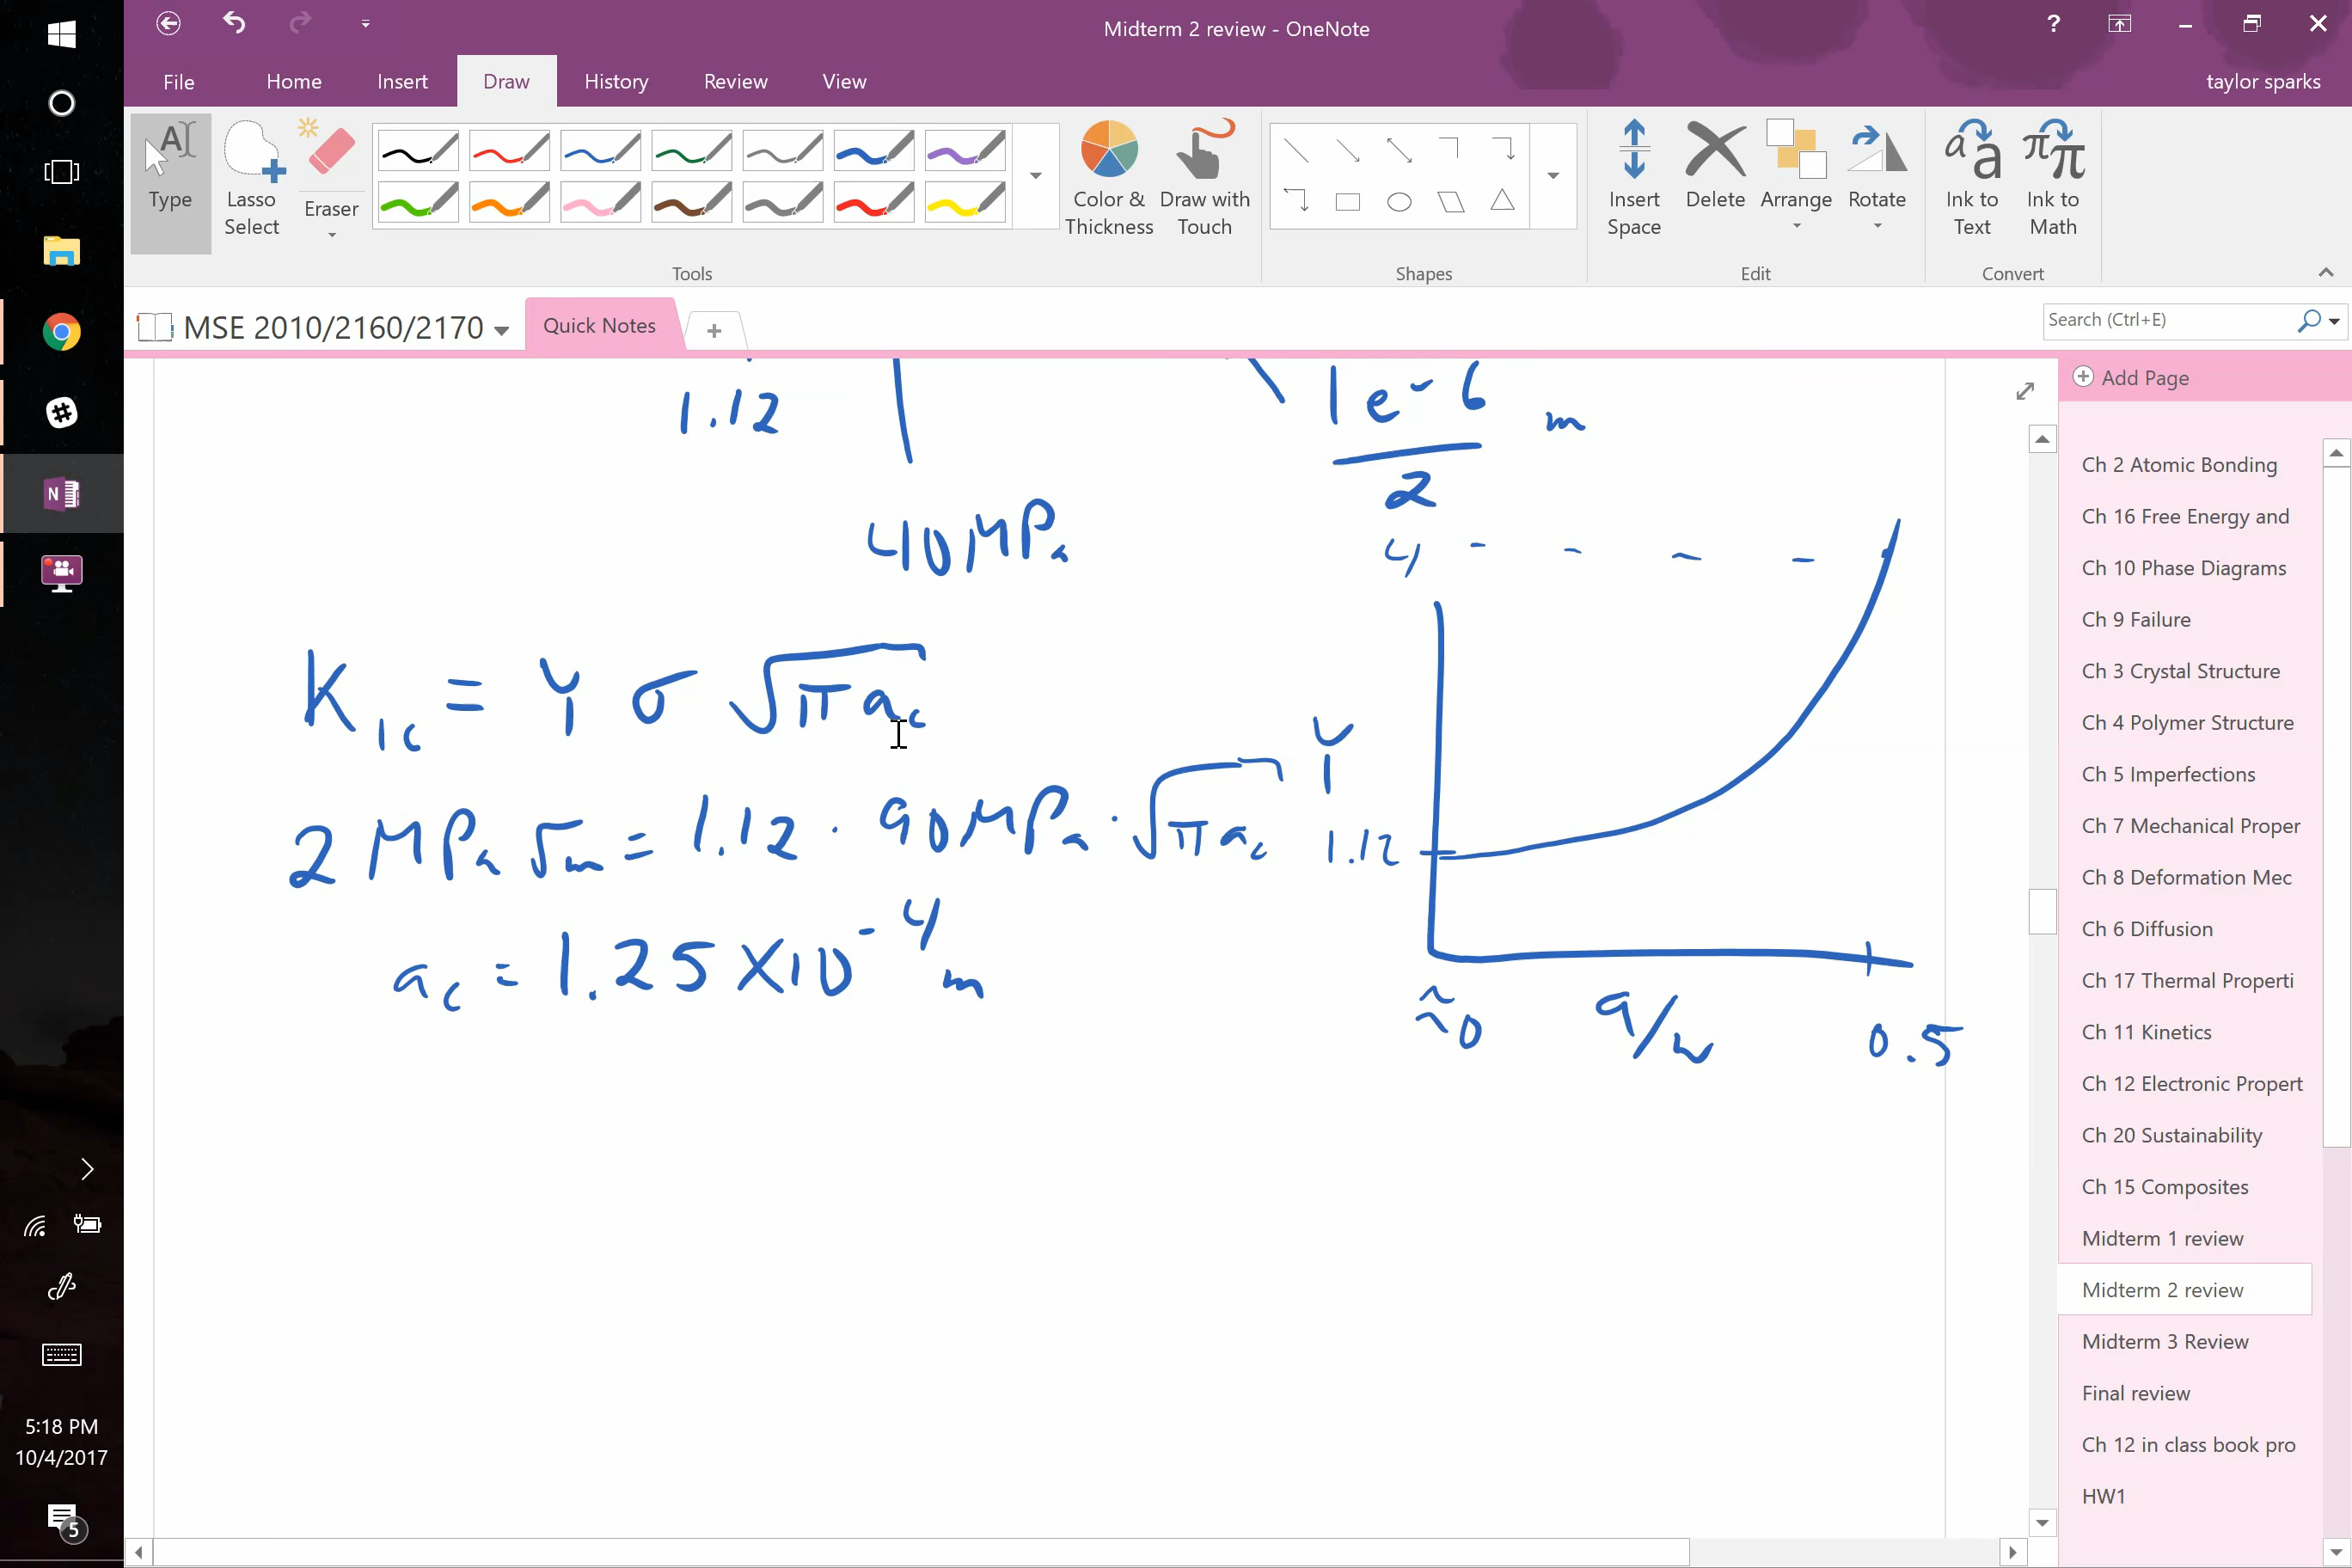 Midterm 2 review - OneNote
?
File Home Insert Draw History Review View
taylor sparks
Type
Lasso Select
Eraser
Color & Thickness
Draw with Touch
Insert Space
Delete
Arrange
Rotate
Ink to Text
Ink to Math
Tools
Shapes
Edit
Convert
MSE 2010/2160/2170
Quick Notes
+
Search (Ctrl+E)
1.12
1e-6 m
2
40MPa
4
K1c = Y σ √πac
2 MPa √m = 1.12 · 90MPa · √πac
ac = 1.25 X10-4 m
Y
1.12
≈0
a/w
0.5
Add Page
Ch 2 Atomic Bonding
Ch 16 Free Energy and
Ch 10 Phase Diagrams
Ch 9 Failure
Ch 3 Crystal Structure
Ch 4 Polymer Structure
Ch 5 Imperfections
Ch 7 Mechanical Proper
Ch 8 Deformation Mec
Ch 6 Diffusion
Ch 17 Thermal Properti
Ch 11 Kinetics
Ch 12 Electronic Propert
Ch 20 Sustainability
Ch 15 Composites
Midterm 1 review
Midterm 2 review
Midterm 3 Review
Final review
Ch 12 in class book pro
HW1
5:18 PM
10/4/2017
5